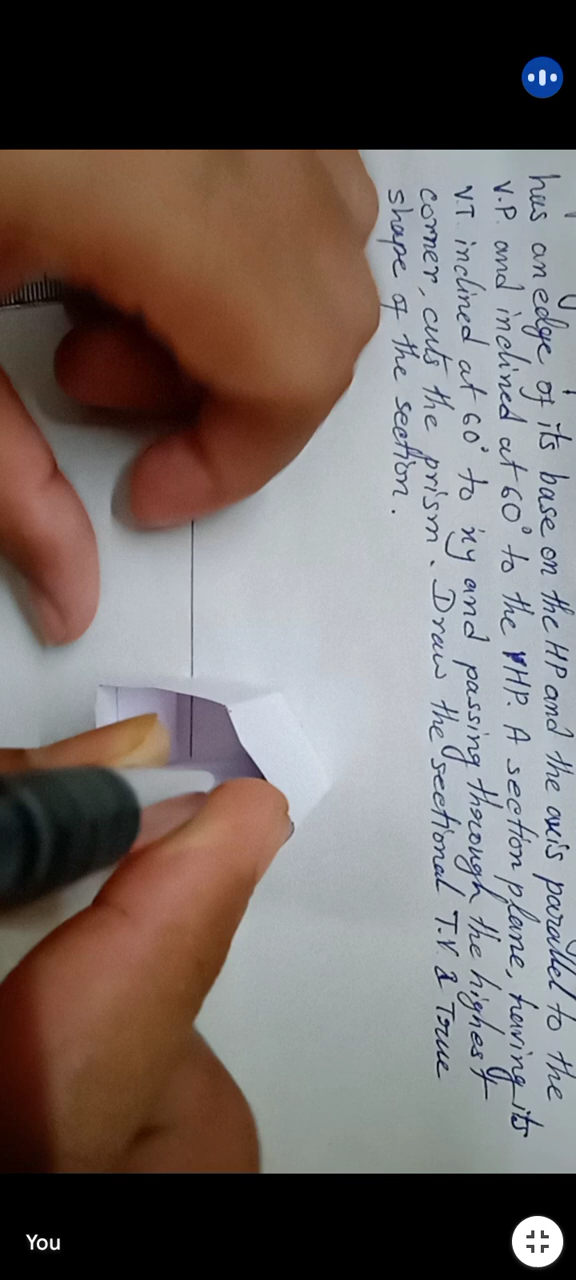 has an edge of its base on the HP and the axis parallel to the
V.P. and inclined at 60° to the HP. A section plane, having its
V.T. inclined at 60° to xy and passing through the highest
corner, cuts the prism. Draw the sectional T.V. & True
shape of the section.
You